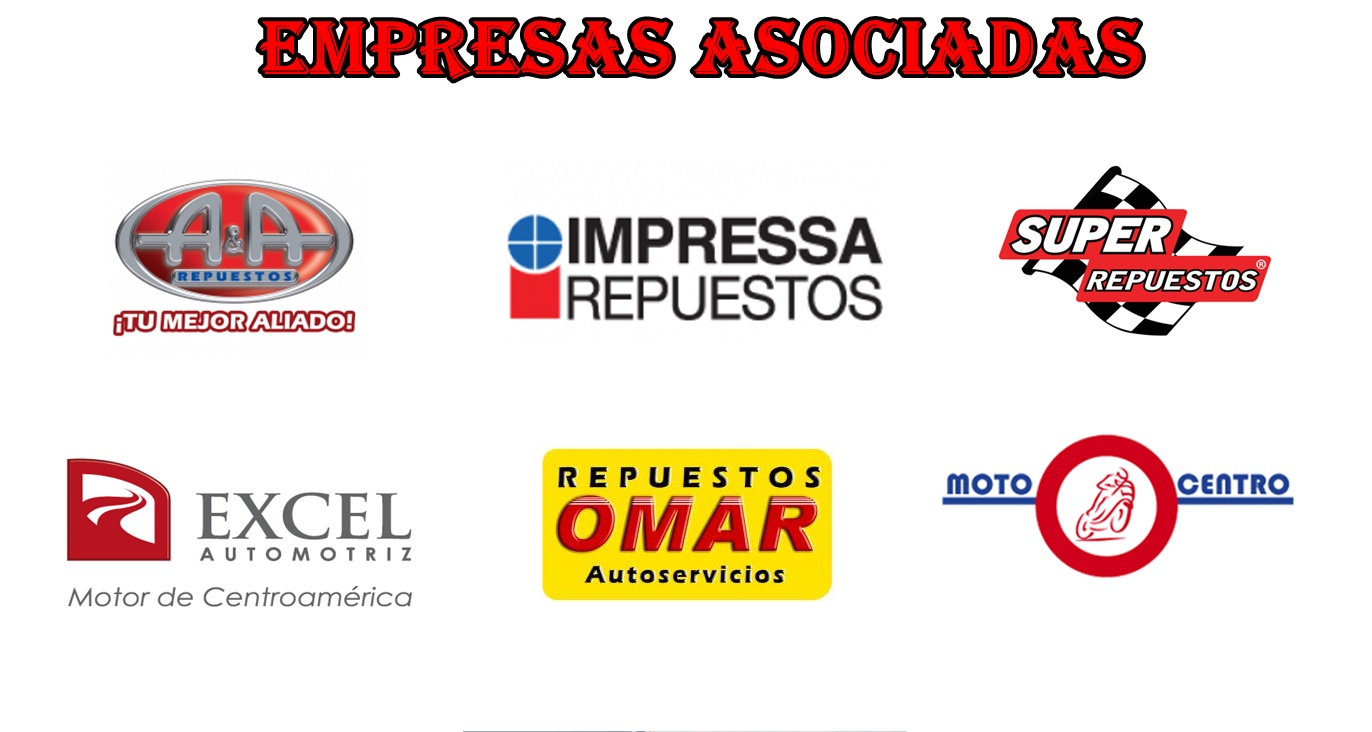 EMPRESAS ASOCIADAS
A&A
REPUESTOS
¡TU MEJOR ALIADO!
IMPRESSA
REPUESTOS
SUPER
REPUESTOS®
EXCEL
AUTOMOTRIZ
Motor de Centroamérica
REPUESTOS
OMAR
Autoservicios
MOTO CENTRO